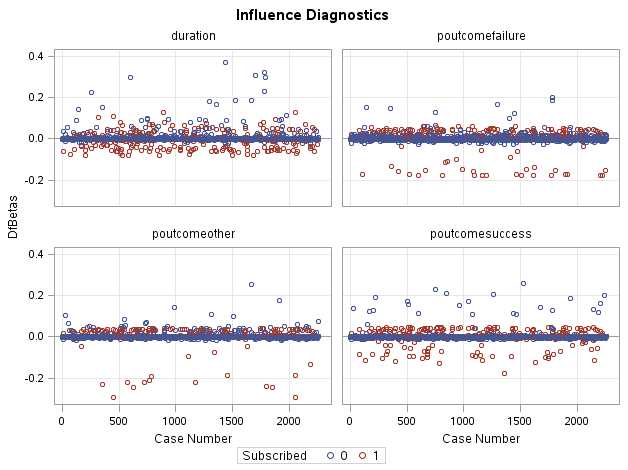 Influence Diagnostics
duration
poutcomefailure
0.4
0.2
0.0
-0.2
DfBetas
poutcomeother
poutcomesuccess
0.4
0.2
0.0
-0.2
0 500 1000 1500 2000
0 500 1000 1500 2000
Case Number
Case Number
Subscribed 0 1